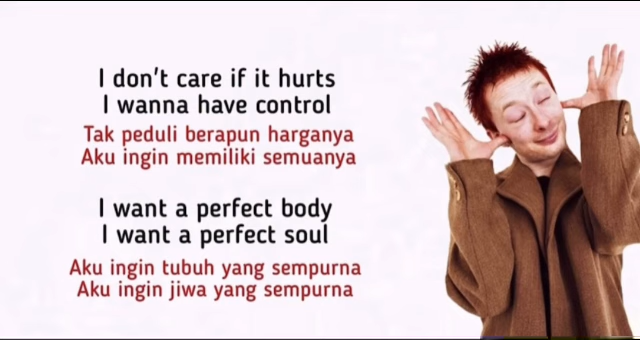 I don't care if it hurts
I wanna have control
Tak peduli berapun harganya
Aku ingin memiliki semuanya
I want a perfect body
I want a perfect soul
Aku ingin tubuh yang sempurna
Aku ingin jiwa yang sempurna